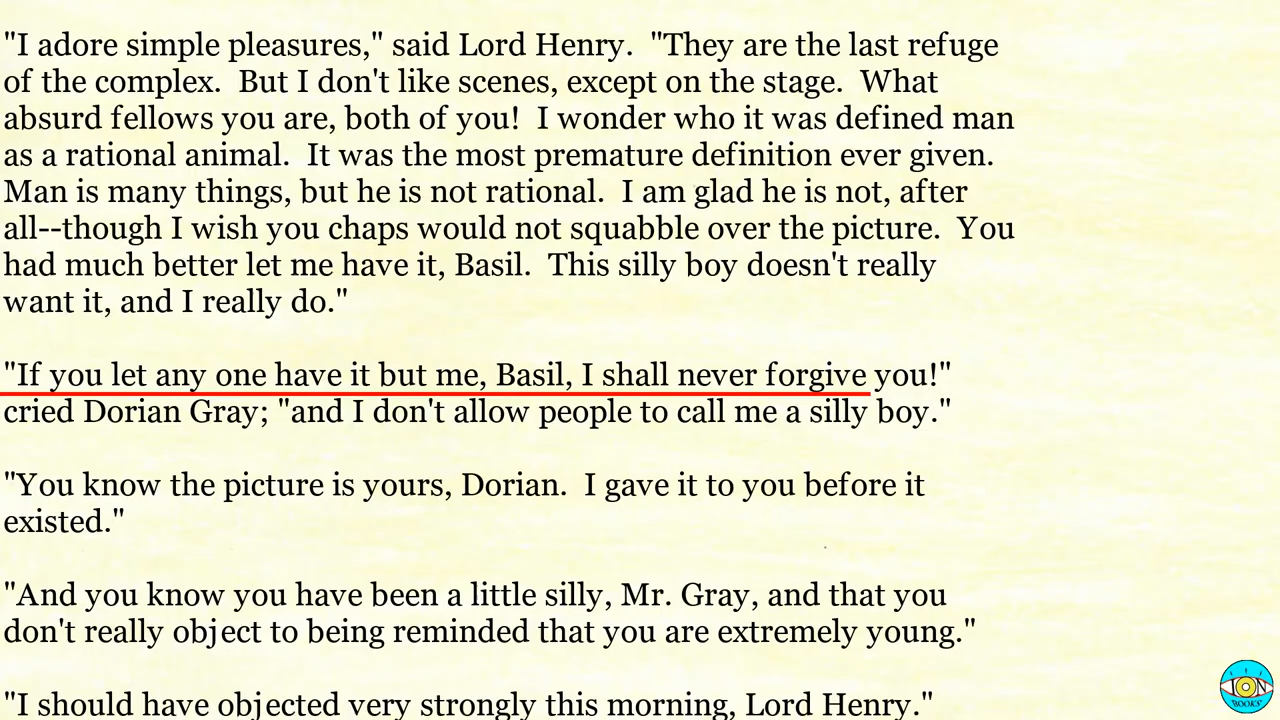 "I adore simple pleasures," said Lord Henry.  "They are the last refuge
of the complex.  But I don't like scenes, except on the stage.  What
absurd fellows you are, both of you!  I wonder who it was defined man
as a rational animal.  It was the most premature definition ever given.
Man is many things, but he is not rational.  I am glad he is not, after
all--though I wish you chaps would not squabble over the picture.  You
had much better let me have it, Basil.  This silly boy doesn't really
want it, and I really do."
"If you let any one have it but me, Basil, I shall never forgive you!"
cried Dorian Gray; "and I don't allow people to call me a silly boy."
"You know the picture is yours, Dorian.  I gave it to you before it
existed."
"And you know you have been a little silly, Mr. Gray, and that you
don't really object to being reminded that you are extremely young."
"I should have objected very strongly this morning, Lord Henry."
ION
BOOKS